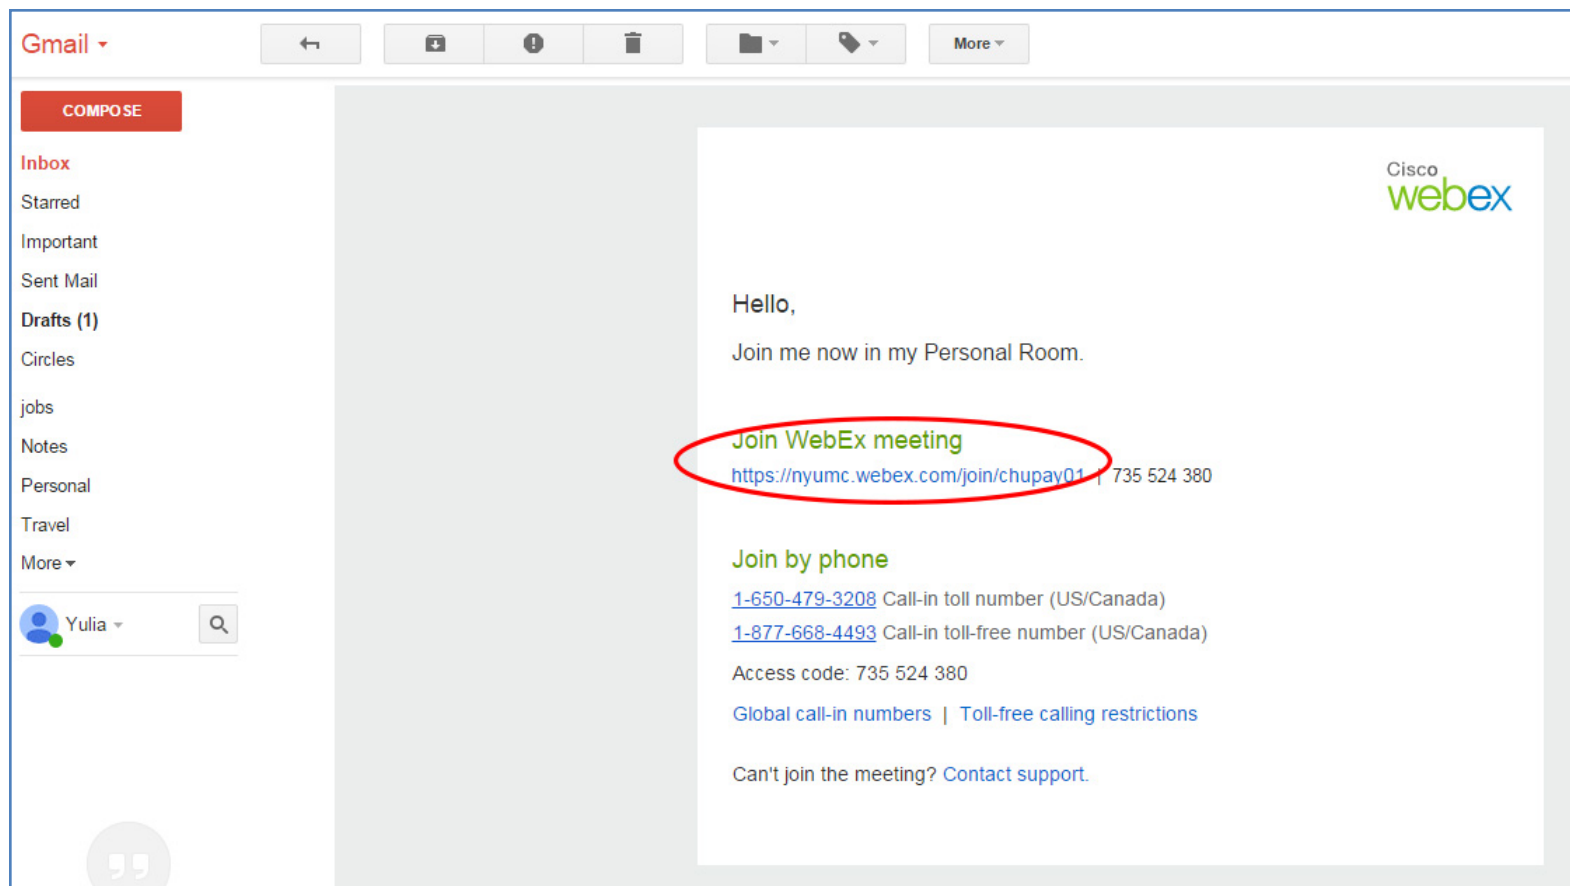 Gmail
More
COMPOSE
Inbox
Starred
Important
Sent Mail
Drafts (1)
Circles
jobs
Notes
Personal
Travel
More
Yulia
Cisco
webex
Hello,
Join me now in my Personal Room.
Join WebEx meeting
https://nyumc.webex.com/join/chupay01 | 735 524 380
Join by phone
1-650-479-3208 Call-in toll number (US/Canada)
1-877-668-4493 Call-in toll-free number (US/Canada)
Access code: 735 524 380
Global call-in numbers | Toll-free calling restrictions
Can't join the meeting? Contact support.